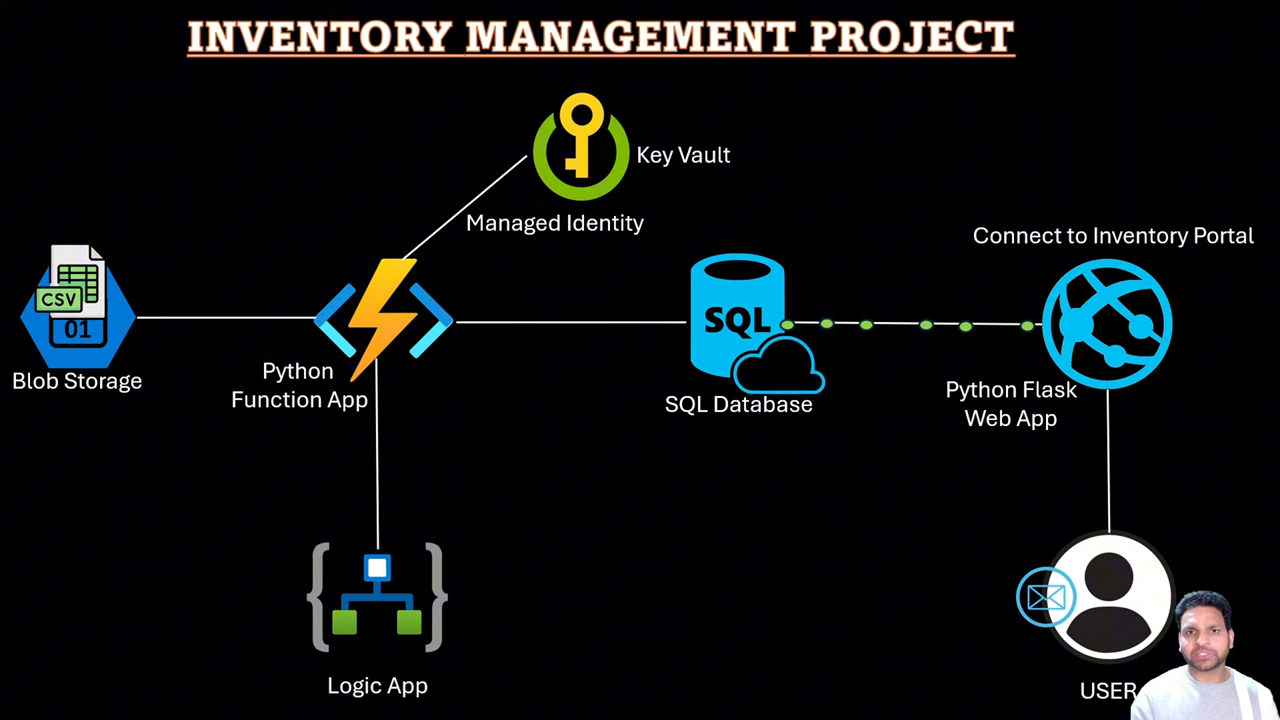 INVENTORY MANAGEMENT PROJECT
Key Vault
Managed Identity
Connect to Inventory Portal
CSV
01
Blob Storage
Python
Function App
SQL
SQL Database
Python Flask
Web App
Logic App
USER